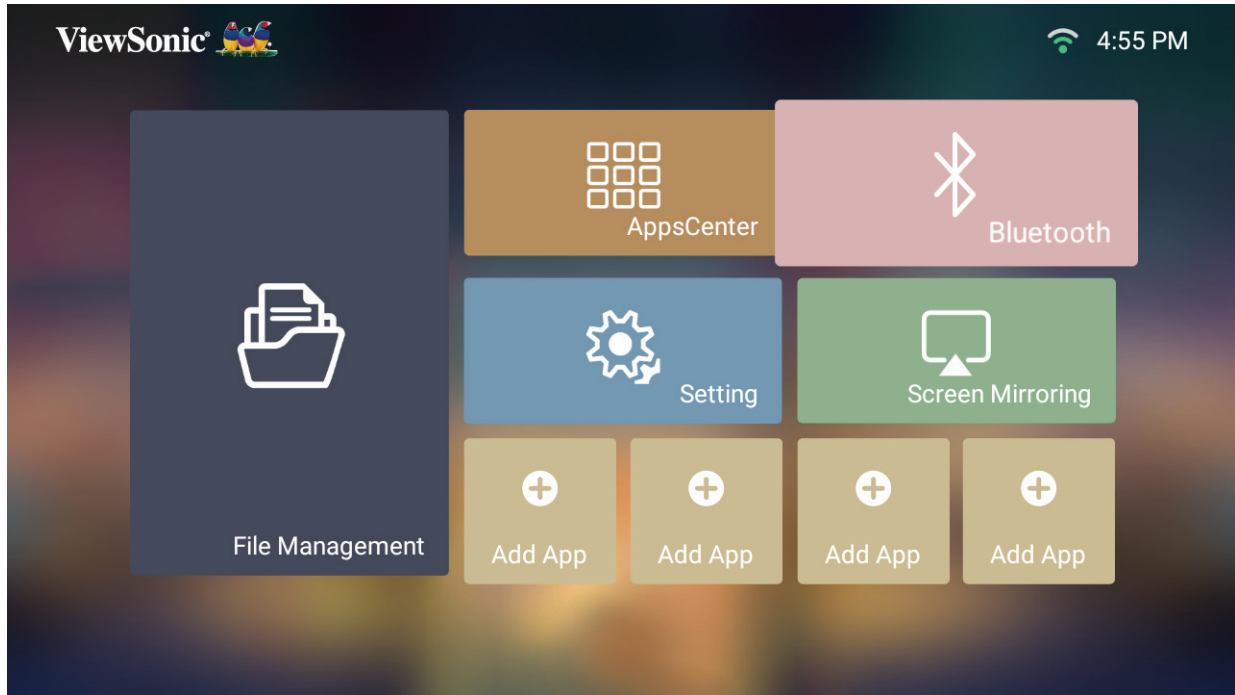 ViewSonic®
4:55 PM
AppsCenter
Bluetooth
Setting
Screen Mirroring
File Management
Add App
Add App
Add App
Add App